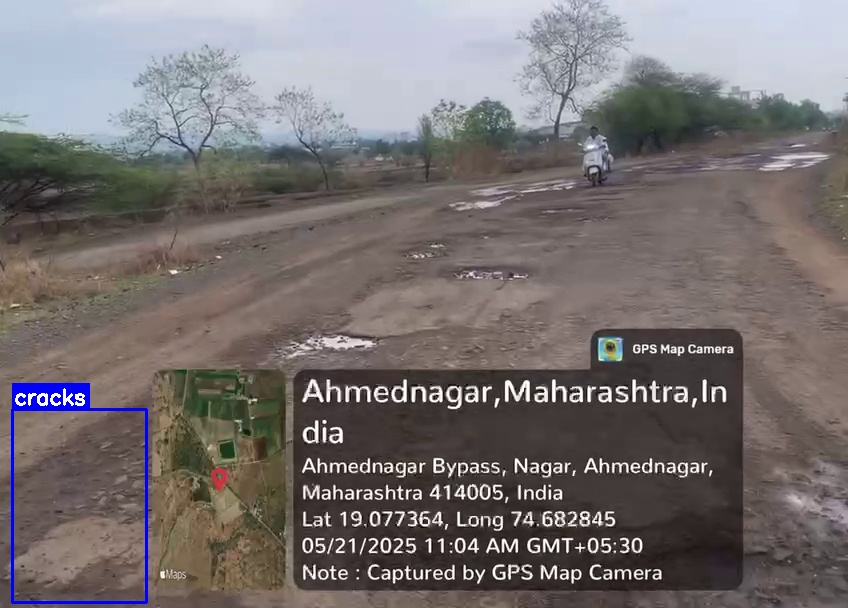 GPS Map Camera
cracks
Ahmednagar,Maharashtra,In
dia
Ahmednagar Bypass, Nagar, Ahmednagar,
Maharashtra 414005, India
Lat 19.077364, Long 74.682845
05/21/2025 11:04 AM GMT+05:30
Note : Captured by GPS Map Camera
Maps